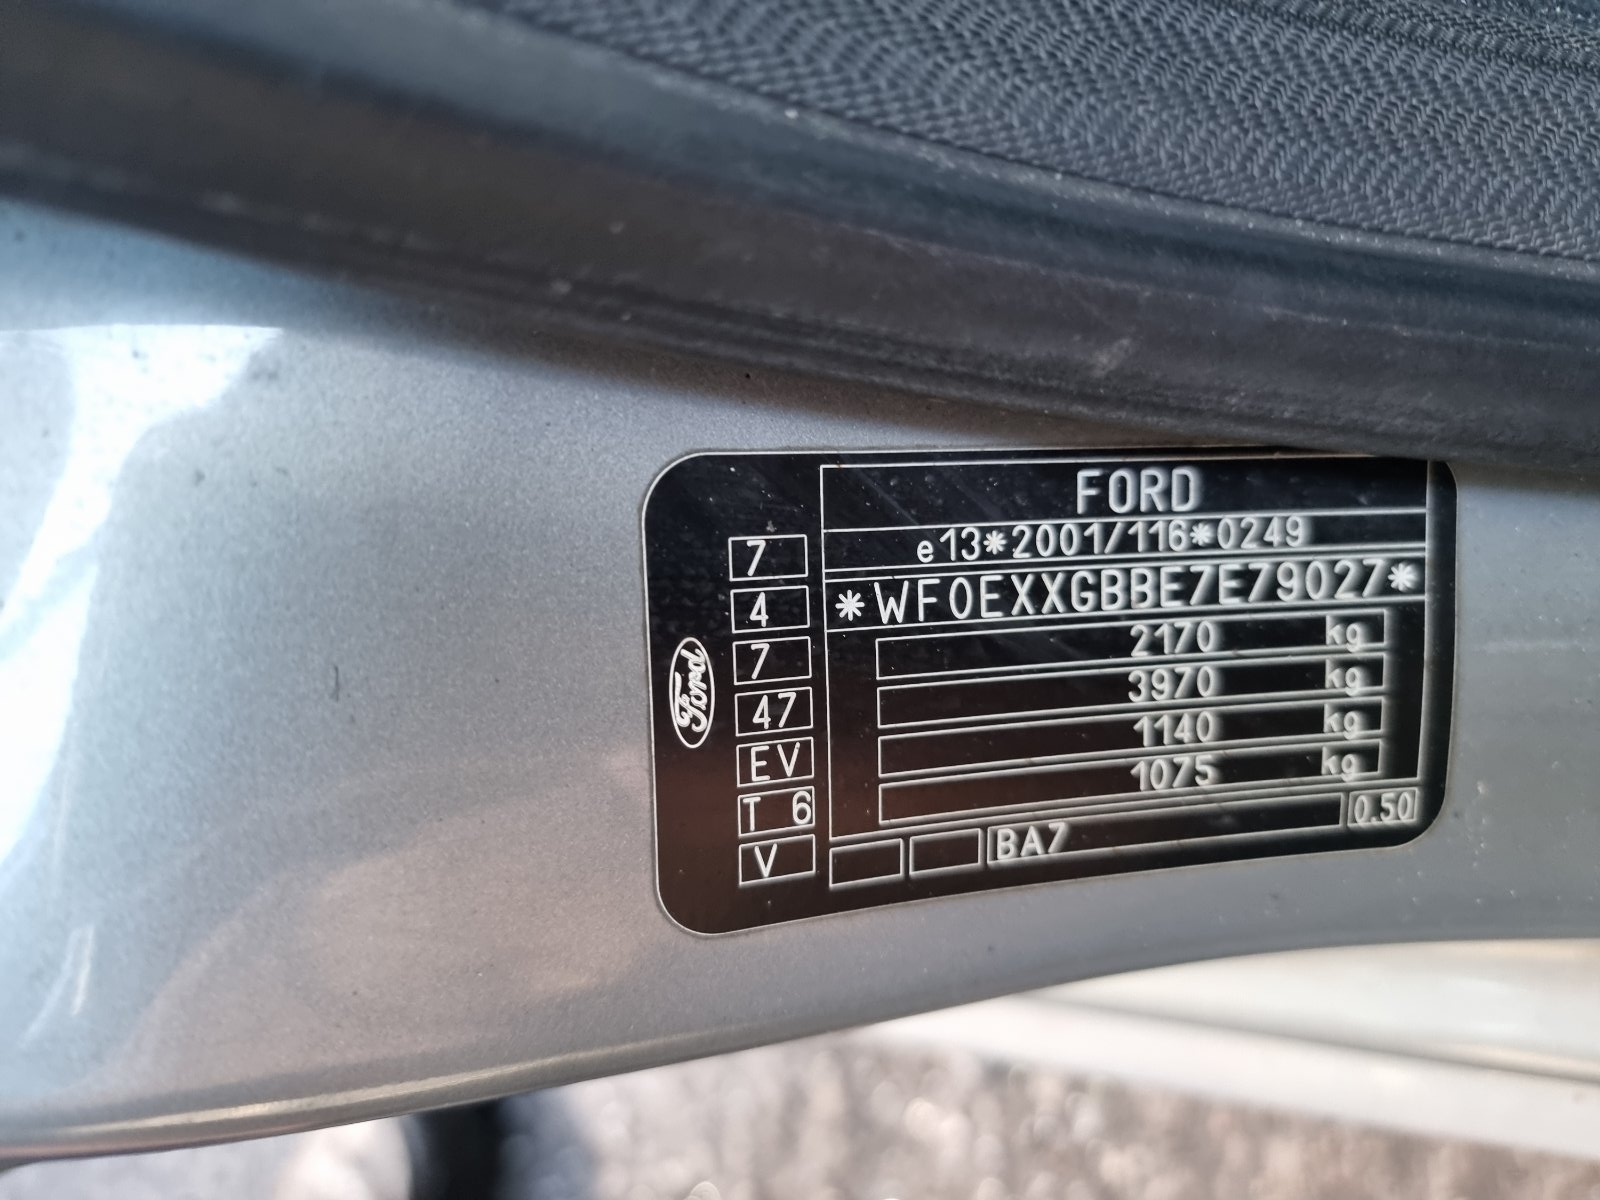 FORD
e13*2001/116*0249
*WF0EXXGBBE7E79027*
2170 kg
3970 kg
1140 kg
1075 kg
7
4
7
47
EV
T 6
V
Ford
BA7
0.50